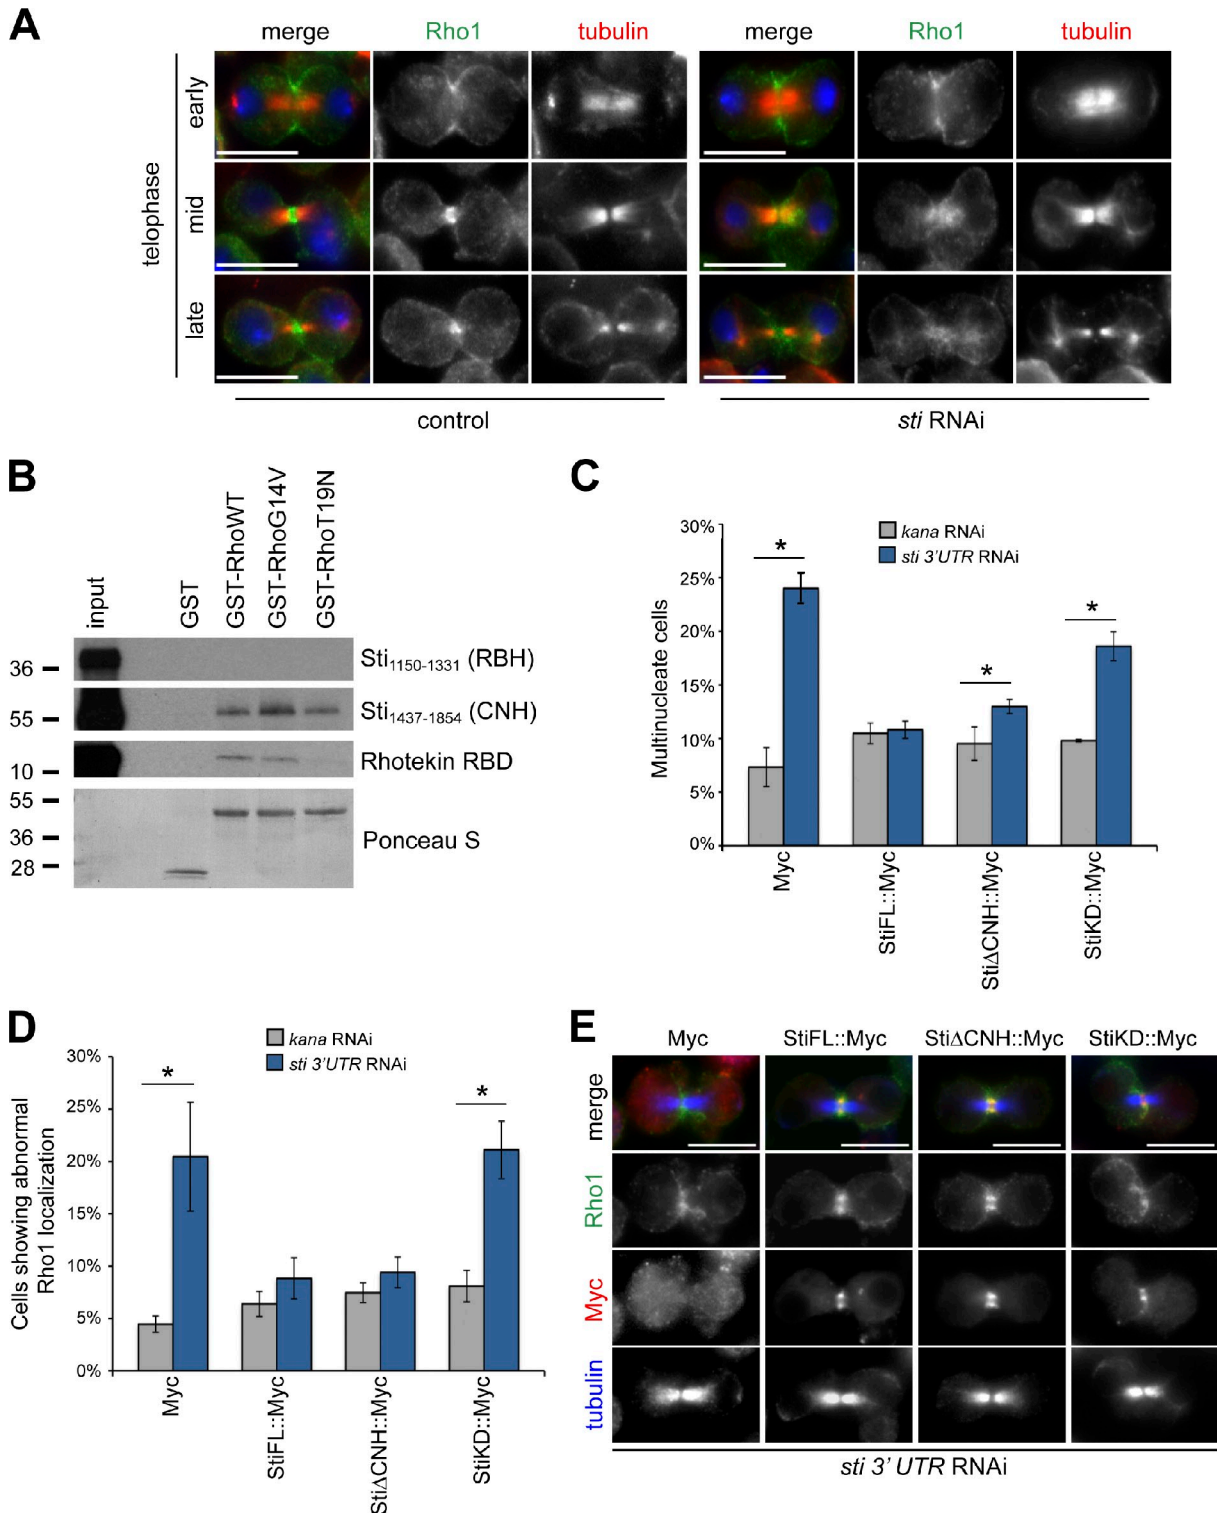 A
merge Rho1 tubulin merge Rho1 tubulin
telophase
early
mid
late
control
sti RNAi
B
input
GST
GST-RhoWT
GST-RhoG14V
GST-RhoT19N
36
Sti1150-1331 (RBH)
55
Sti1437-1854 (CNH)
10
Rhotekin RBD
55
36
28
Ponceau S
C
kana RNAi
sti 3'UTR RNAi
Multinucleate cells
30%
25%
20%
15%
10%
5%
0%
*
*
*
Myc
StiFL::Myc
StiΔCNH::Myc
StiKD::Myc
D
kana RNAi
sti 3'UTR RNAi
Cells showing abnormal
Rho1 localization
30%
25%
20%
15%
10%
5%
0%
*
*
Myc
StiFL::Myc
StiΔCNH::Myc
StiKD::Myc
E
Myc StiFL::Myc StiΔCNH::Myc StiKD::Myc
merge
Rho1
Myc
tubulin
sti 3' UTR RNAi